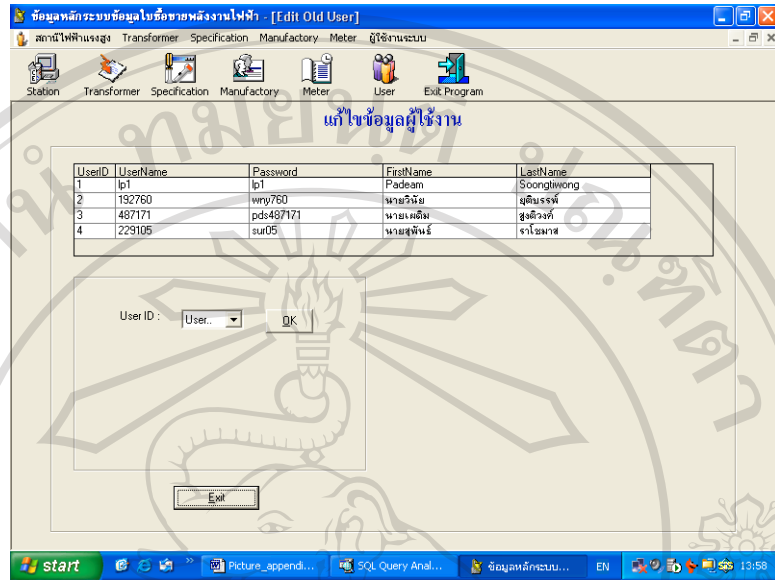 ข้อมูลหลักระบบข้อมูลใบซื้อขายพลังงานไฟฟ้า - [Edit Old User]
สถานีไฟฟ้าแรงสูง Transformer Specification Manufactory Meter ผู้ใช้งานระบบ
Station Transformer Specification Manufactory Meter User Exit Program
แก้ไขข้อมูลผู้ใช้งาน
UserID UserName Password FirstName LastName
1 lp1 lp1 Padeam Soongtiwong
2 192760 wny760 นายวินัย ยุติบรรพ์
3 487171 pds487171 นายเผดิม สูงติวงค์
4 229105 sur05 นายสุพันธ์ ราโชมาส
User ID : User.. OK
Exit
start Picture_appendi... SQL Query Anal... ข้อมูลหลักระบบ... EN 13:58